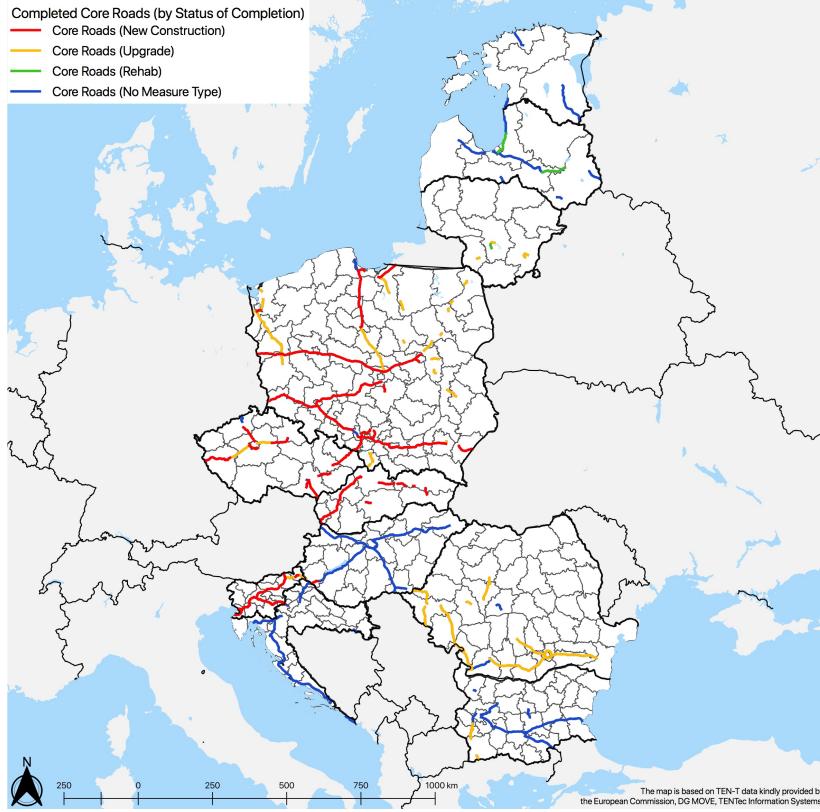 Completed Core Roads (by Status of Completion)
Core Roads (New Construction)
Core Roads (Upgrade)
Core Roads (Rehab)
Core Roads (No Measure Type)
N
250 0 250 500 750 1000 km
The map is based on TEN-T data kindly provided b
the European Commission, DG MOVE, TENTec Information Systems